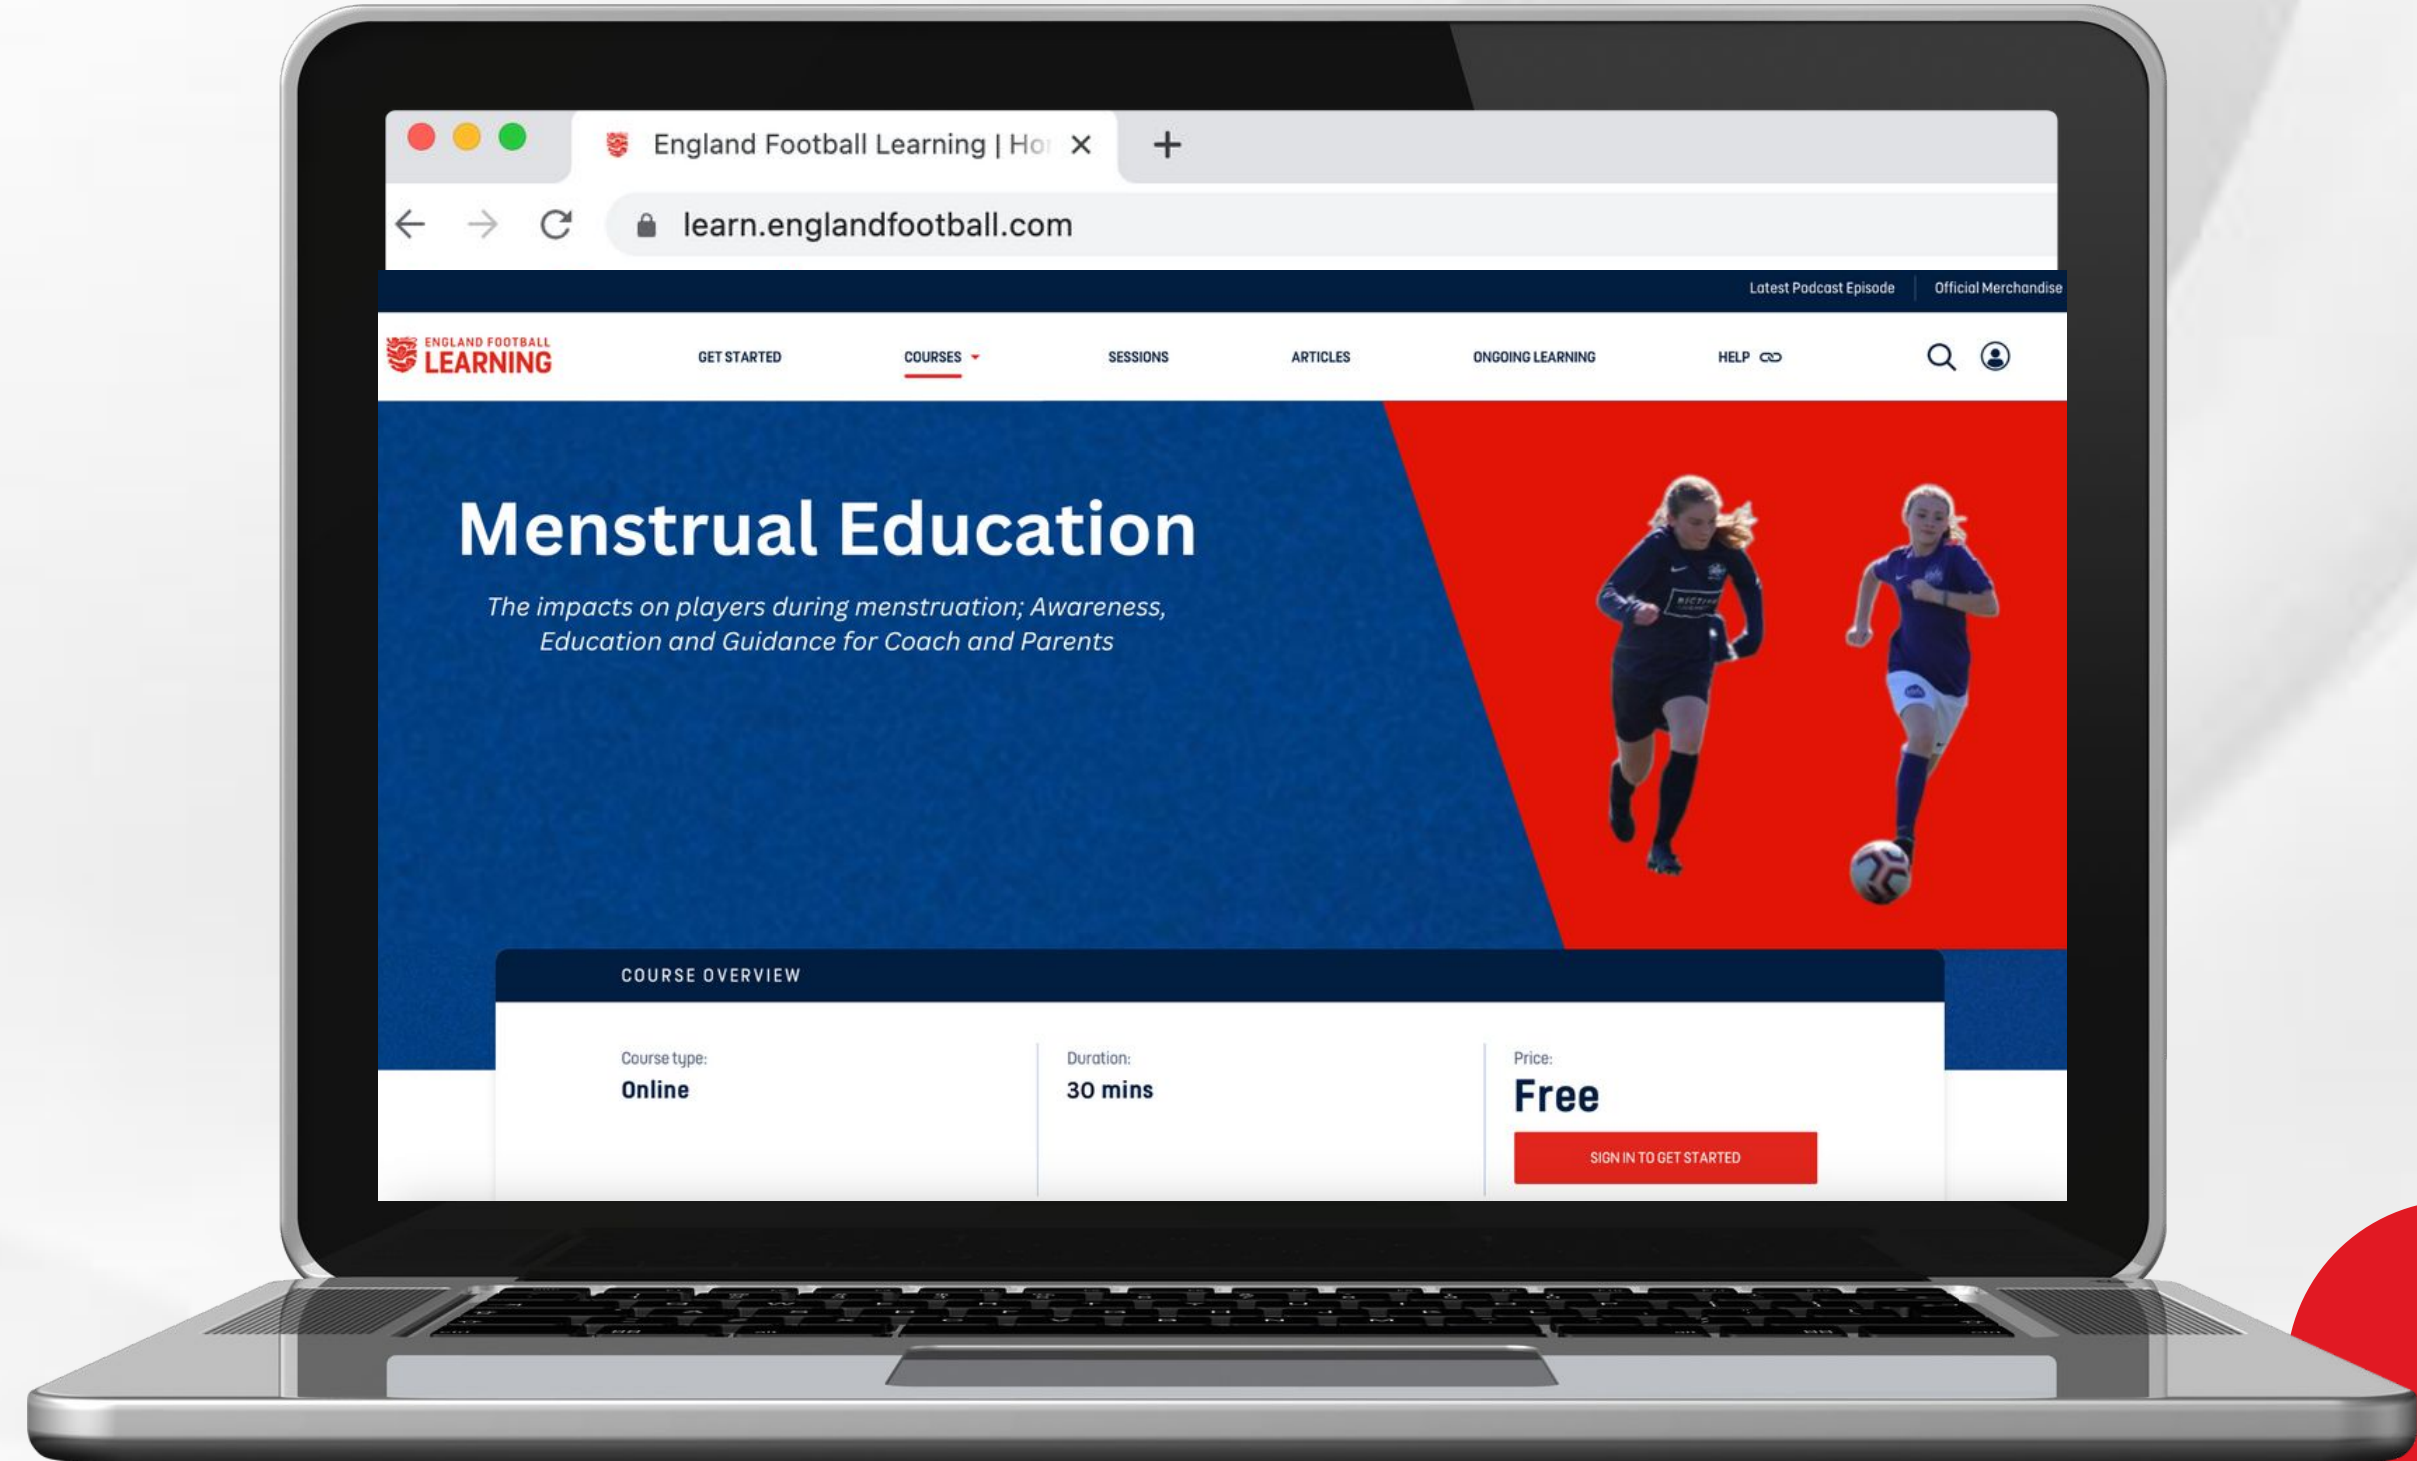 England Football Learning | Ho
learn.englandfootball.com
Latest Podcast Episode
Official Merchandise
ENGLAND FOOTBALL
LEARNING
GET STARTED
COURSES
SESSIONS
ARTICLES
ONGOING LEARNING
HELP
Menstrual Education
The impacts on players during menstruation; Awareness,
Education and Guidance for Coach and Parents
COURSE OVERVIEW
Course type:
Online
Duration:
30 mins
Price:
Free
SIGN IN TO GET STARTED